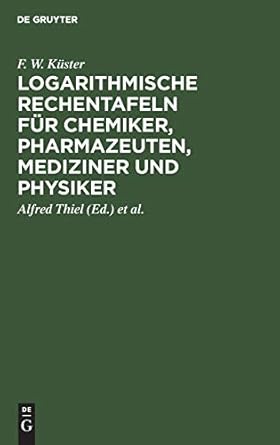 DE GRUYTER
F. W. Küster
LOGARITHMISCHE
RECHENTAFELN
FÜR CHEMIKER,
PHARMAZEUTEN,
MEDIZINER UND
PHYSIKER
Alfred Thiel (Ed.) et al.
DE
G